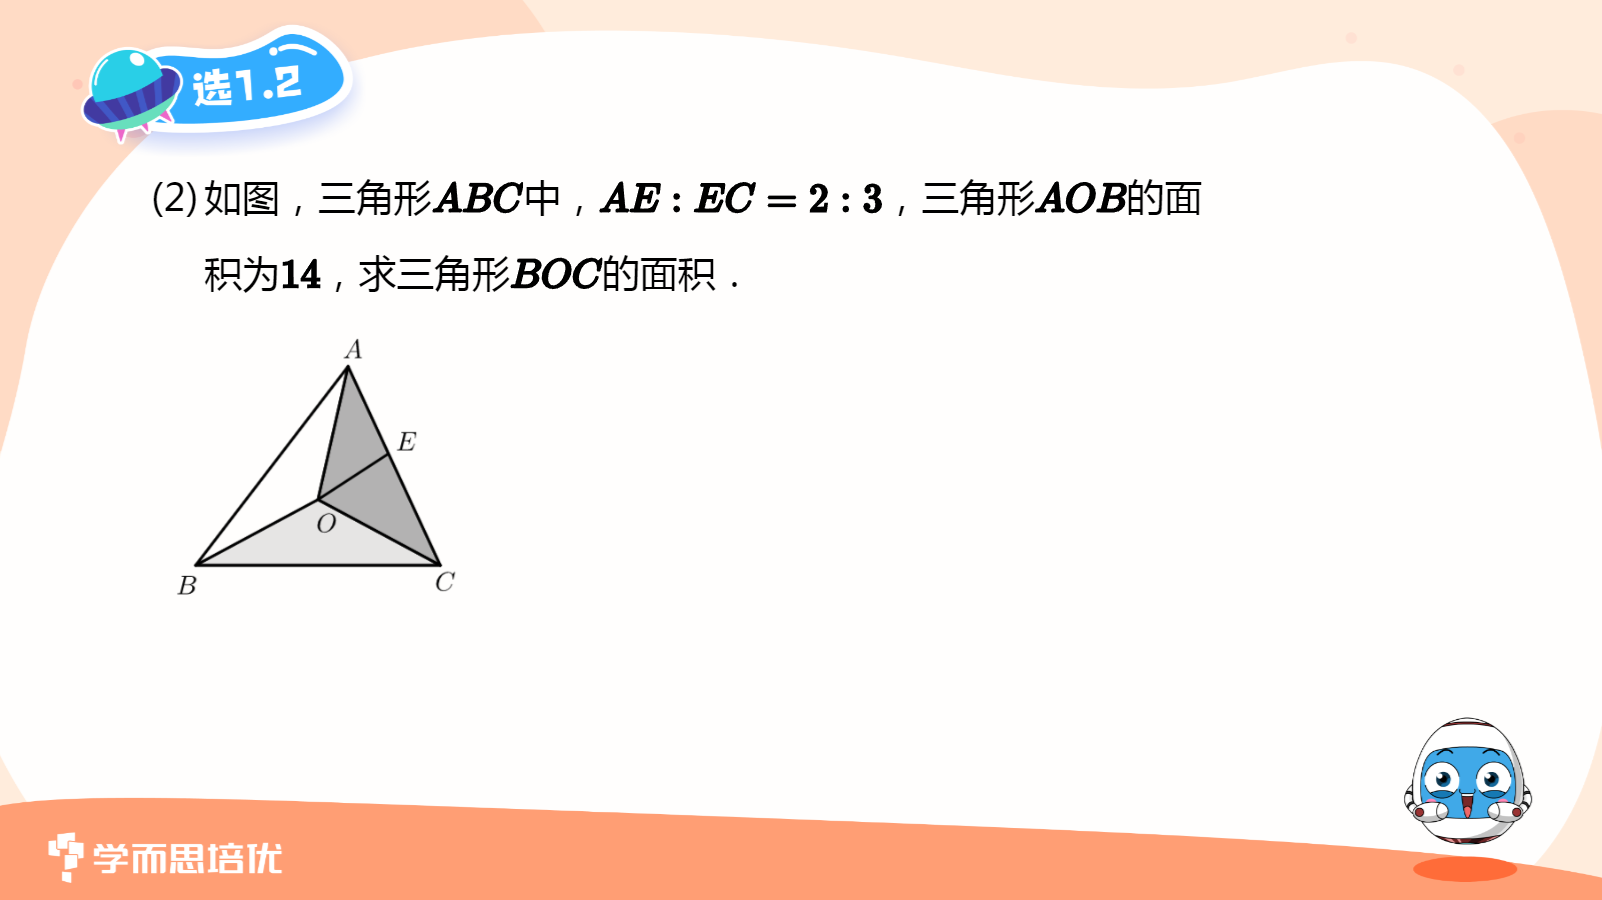 选1.2
(2) 如图，三角形ABC中，AE : EC = 2 : 3，三角形AOB的面
积为14，求三角形BOC的面积．
A
E
O
B
C
学而思培优